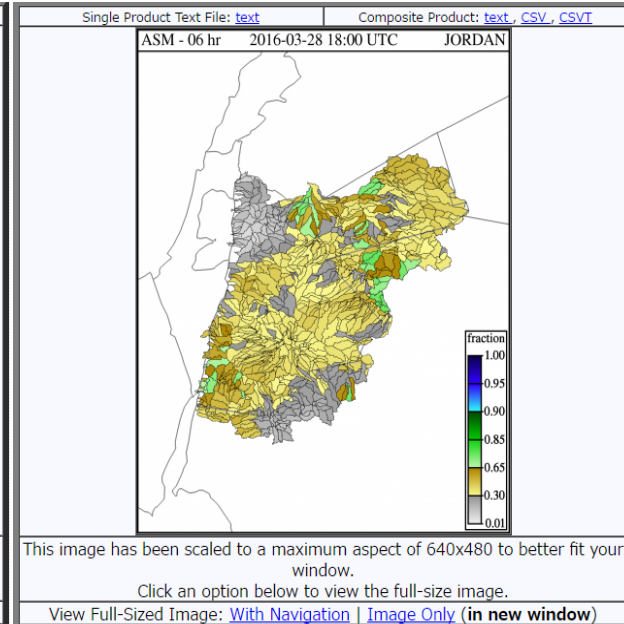 Single Product Text File: text
Composite Product: text , CSV , CSVT
ASM - 06 hr 2016-03-28 18:00 UTC JORDAN
fraction
1.00
0.95
0.90
0.85
0.65
0.30
0.01
This image has been scaled to a maximum aspect of 640x480 to better fit your
window.
Click an option below to view the full-size image.
View Full-Sized Image: With Navigation | Image Only (in new window)